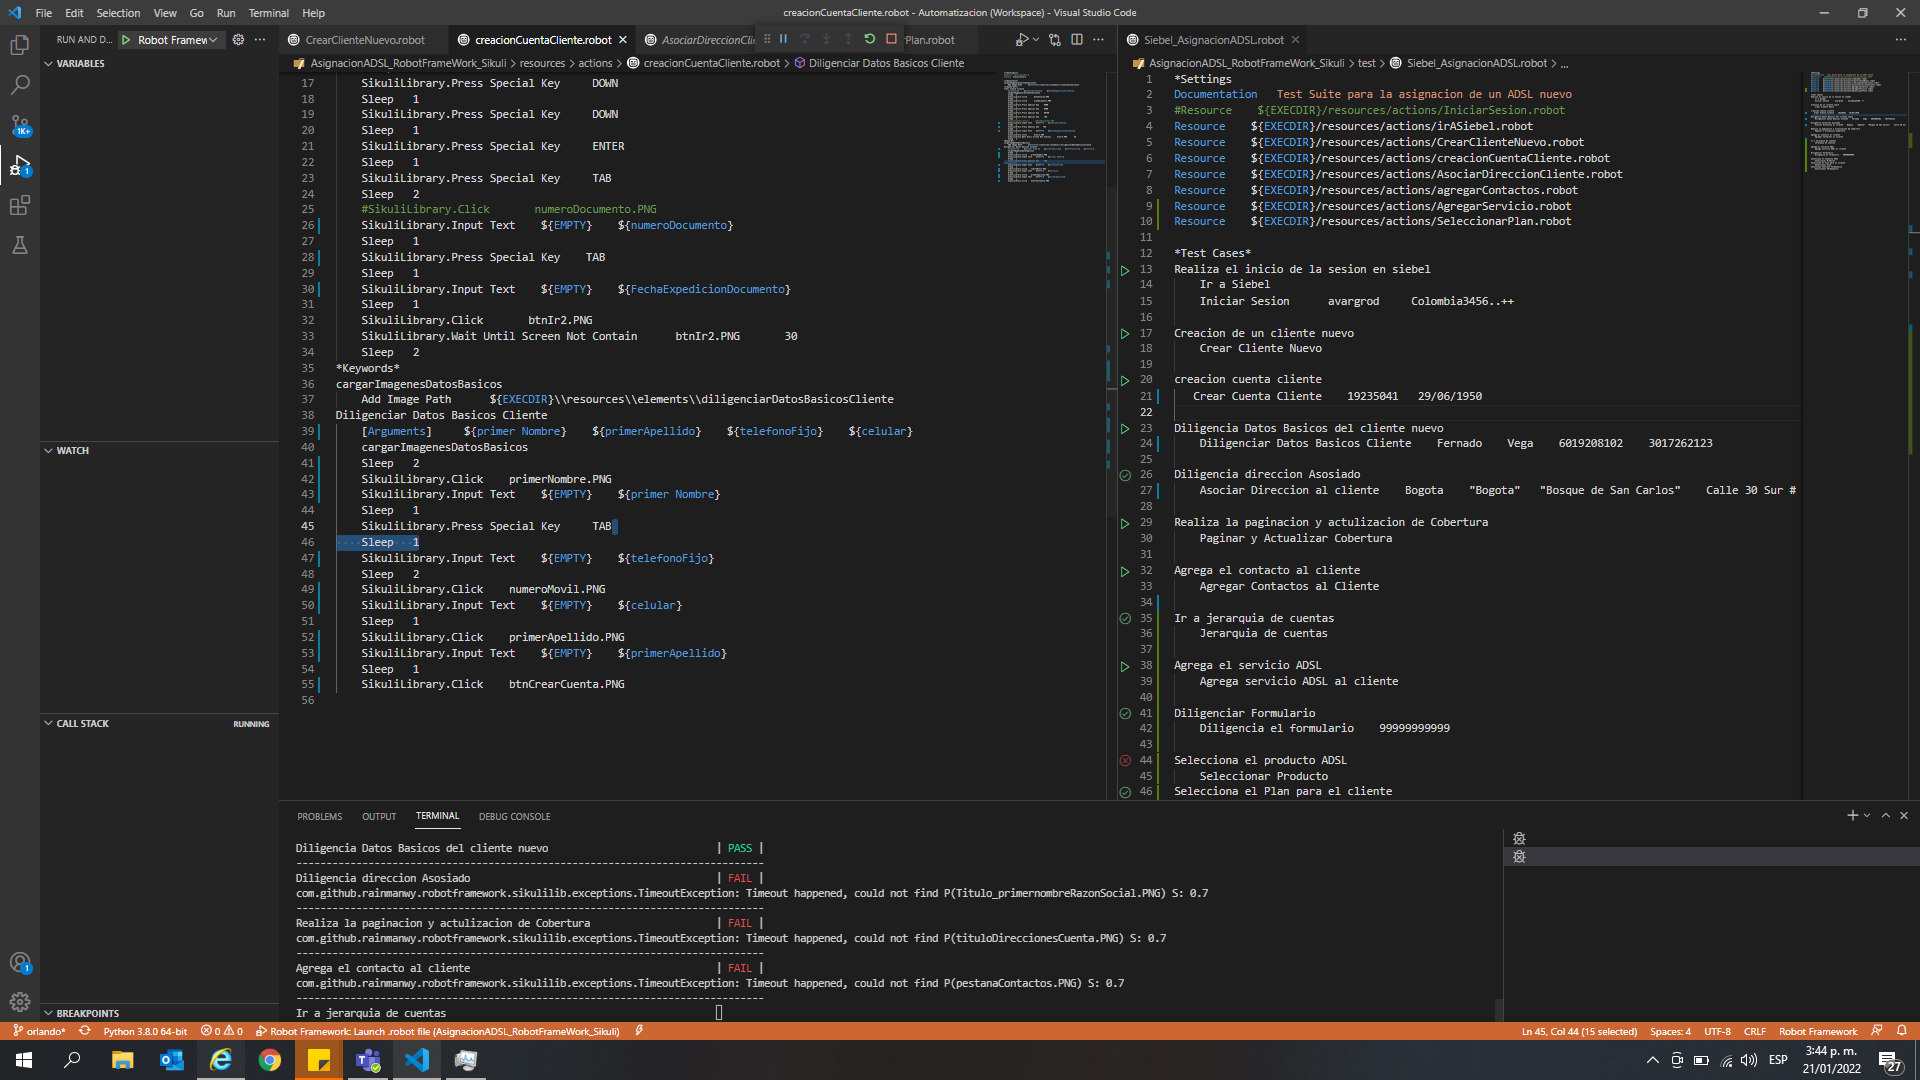 File Edit Selection View Go Run Terminal Help
creacionCuentaCliente.robot - Automatizacion (Workspace) - Visual Studio Code
RUN AND D... Robot Framew
CrearClienteNuevo.robot creacionCuentaCliente.robot AsociarDireccionCli Plan.robot
Siebel_AsignacionADSL.robot
AsignacionADSL_RobotFrameWork_Sikuli > resources > actions > creacionCuentaCliente.robot > Diligenciar Datos Basicos Cliente
AsignacionADSL_RobotFrameWork_Sikuli > test > Siebel_AsignacionADSL.robot > ...
VARIABLES
WATCH
CALL STACK RUNNING
BREAKPOINTS
1K+
1
1
17 SikuliLibrary.Press Special Key DOWN
18 Sleep 1
19 SikuliLibrary.Press Special Key DOWN
20 Sleep 1
21 SikuliLibrary.Press Special Key ENTER
22 Sleep 1
23 SikuliLibrary.Press Special Key TAB
24 Sleep 2
25 #SikuliLibrary.Click numeroDocumento.PNG
26 SikuliLibrary.Input Text ${EMPTY} ${numeroDocumento}
27 Sleep 1
28 SikuliLibrary.Press Special Key TAB
29 Sleep 1
30 SikuliLibrary.Input Text ${EMPTY} ${FechaExpedicionDocumento}
31 Sleep 1
32 SikuliLibrary.Click btnIr2.PNG
33 SikuliLibrary.Wait Until Screen Not Contain btnIr2.PNG 30
34 Sleep 2
35 *Keywords*
36 cargarImagenesDatosBasicos
37 Add Image Path ${EXECDIR}\\resources\\elements\\diligenciarDatosBasicosCliente
38 Diligenciar Datos Basicos Cliente
39 [Arguments] ${primer Nombre} ${primerApellido} ${telefonoFijo} ${celular}
40 cargarImagenesDatosBasicos
41 Sleep 2
42 SikuliLibrary.Click primerNombre.PNG
43 SikuliLibrary.Input Text ${EMPTY} ${primer Nombre}
44 Sleep 1
45 SikuliLibrary.Press Special Key TAB
46 Sleep 1
47 SikuliLibrary.Input Text ${EMPTY} ${telefonoFijo}
48 Sleep 2
49 SikuliLibrary.Click numeroMovil.PNG
50 SikuliLibrary.Input Text ${EMPTY} ${celular}
51 Sleep 1
52 SikuliLibrary.Click primerApellido.PNG
53 SikuliLibrary.Input Text ${EMPTY} ${primerApellido}
54 Sleep 1
55 SikuliLibrary.Click btnCrearCuenta.PNG
56
1 *Settings
2 Documentation Test Suite para la asignacion de un ADSL nuevo
3 #Resource ${EXECDIR}/resources/actions/IniciarSesion.robot
4 Resource ${EXECDIR}/resources/actions/irASiebel.robot
5 Resource ${EXECDIR}/resources/actions/CrearClienteNuevo.robot
6 Resource ${EXECDIR}/resources/actions/creacionCuentaCliente.robot
7 Resource ${EXECDIR}/resources/actions/AsociarDireccionCliente.robot
8 Resource ${EXECDIR}/resources/actions/agregarContactos.robot
9 Resource ${EXECDIR}/resources/actions/AgregarServicio.robot
10 Resource ${EXECDIR}/resources/actions/SeleccionarPlan.robot
11
12 *Test Cases*
13 Realiza el inicio de la sesion en siebel
14 Ir a Siebel
15 Iniciar Sesion avargrod Colombia3456..++
16
17 Creacion de un cliente nuevo
18 Crear Cliente Nuevo
19
20 creacion cuenta cliente
21 Crear Cuenta Cliente 19235041 29/06/1950
22
23 Diligencia Datos Basicos del cliente nuevo
24 Diligenciar Datos Basicos Cliente Fernado Vega 6019208102 3017262123
25
26 Diligencia direccion Asosiado
27 Asociar Direccion al cliente Bogota "Bogota" "Bosque de San Carlos" Calle 30 Sur #
28
29 Realiza la paginacion y actulizacion de Cobertura
30 Paginar y Actualizar Cobertura
31
32 Agrega el contacto al cliente
33 Agregar Contactos al Cliente
34
35 Ir a jerarquia de cuentas
36 Jerarquia de cuentas
37
38 Agrega el servicio ADSL
39 Agrega servicio ADSL al cliente
40
41 Diligenciar Formulario
42 Diligencia el formulario 99999999999
43
44 Selecciona el producto ADSL
45 Seleccionar Producto
46 Selecciona el Plan para el cliente
PROBLEMS OUTPUT TERMINAL DEBUG CONSOLE
Diligencia Datos Basicos del cliente nuevo | PASS |
------------------------------------------------------------------------------
Diligencia direccion Asosiado | FAIL |
com.github.rainmanwy.robotframework.sikulilib.exceptions.TimeoutException: Timeout happened, could not find P(Titulo_primernombreRazonSocial.PNG) S: 0.7
------------------------------------------------------------------------------
Realiza la paginacion y actulizacion de Cobertura | FAIL |
com.github.rainmanwy.robotframework.sikulilib.exceptions.TimeoutException: Timeout happened, could not find P(tituloDireccionesCuenta.PNG) S: 0.7
------------------------------------------------------------------------------
Agrega el contacto al cliente | FAIL |
com.github.rainmanwy.robotframework.sikulilib.exceptions.TimeoutException: Timeout happened, could not find P(pestanaContactos.PNG) S: 0.7
------------------------------------------------------------------------------
Ir a jerarquia de cuentas
orlando* Python 3.8.0 64-bit 0 0 Robot Framework: Launch .robot file (AsignacionADSL_RobotFrameWork_Sikuli)
Ln 45, Col 44 (15 selected) Spaces: 4 UTF-8 CRLF Robot Framework
ESP 3:44 p. m.
21/01/2022
27